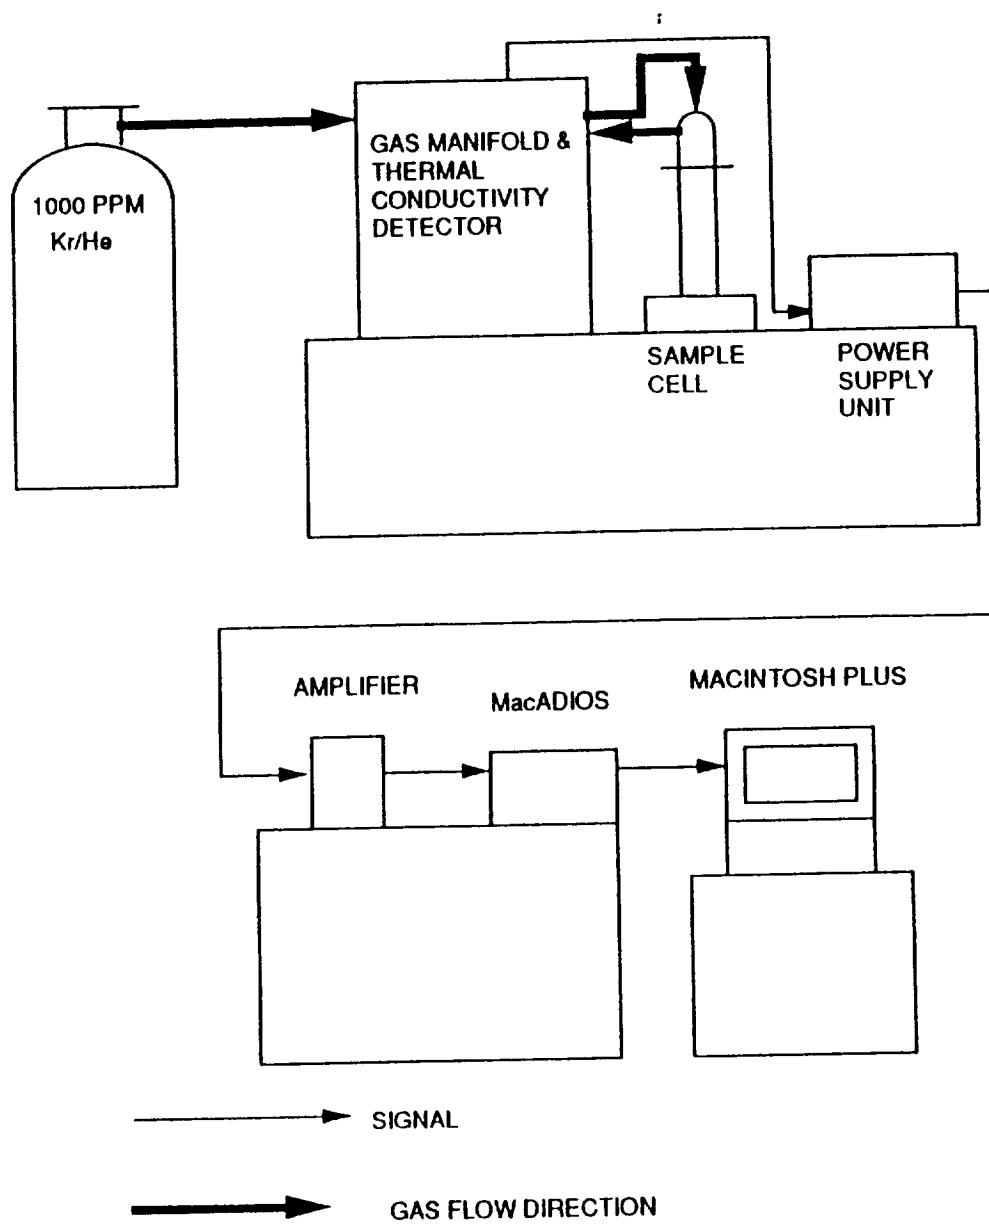 1000 PPM
Kr/He
GAS MANIFOLD &
THERMAL
CONDUCTIVITY
DETECTOR
SAMPLE
CELL
POWER
SUPPLY
UNIT
AMPLIFIER
MacADIOS
MACINTOSH PLUS
SIGNAL
GAS FLOW DIRECTION